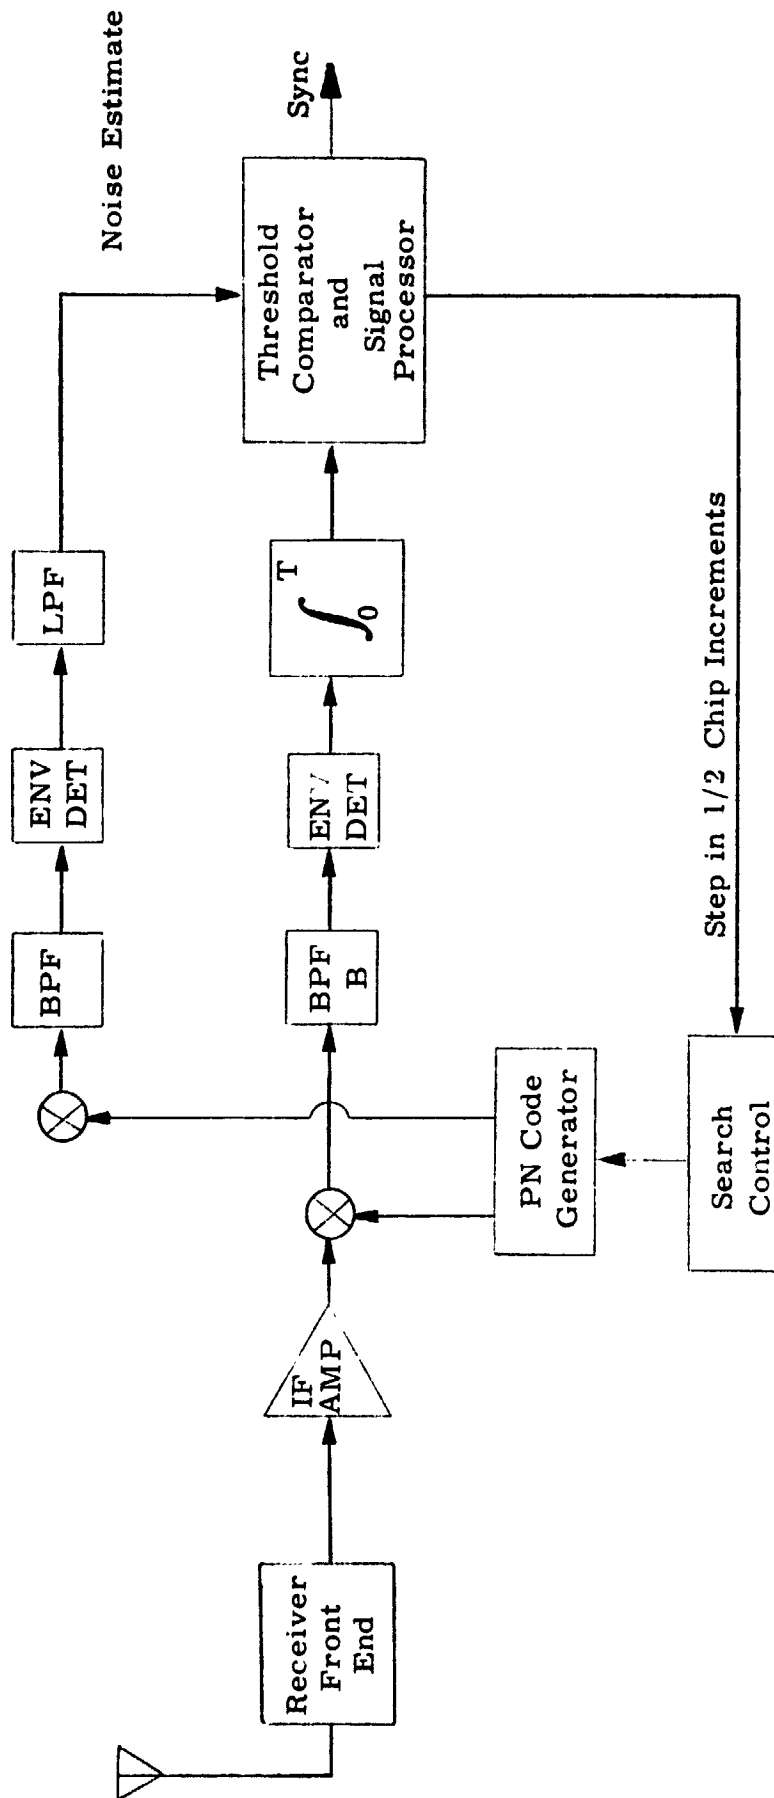 Noise Estimate
LPF
ENV
DET
BPF
Sync
Threshold
Comparator
and
Signal
Processor
∫
T
0
ENV
DET
BPF
B
IF
AMP
Receiver
Front
End
PN Code
Generator
Step in 1/2 Chip Increments
Search
Control